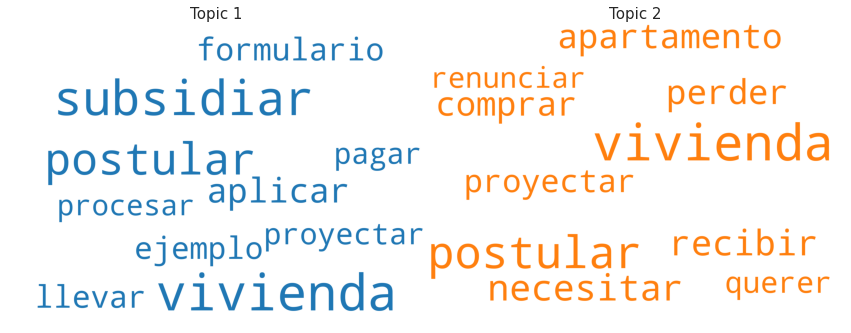 Topic 1
formulario
subsidiar
postular
pagar
aplicar
procesar
proyectar
ejemplo
vivienda
llevar
Topic 2
apartamento
renunciar
perder
comprar
vivienda
proyectar
recibir
postular
querer
necesitar